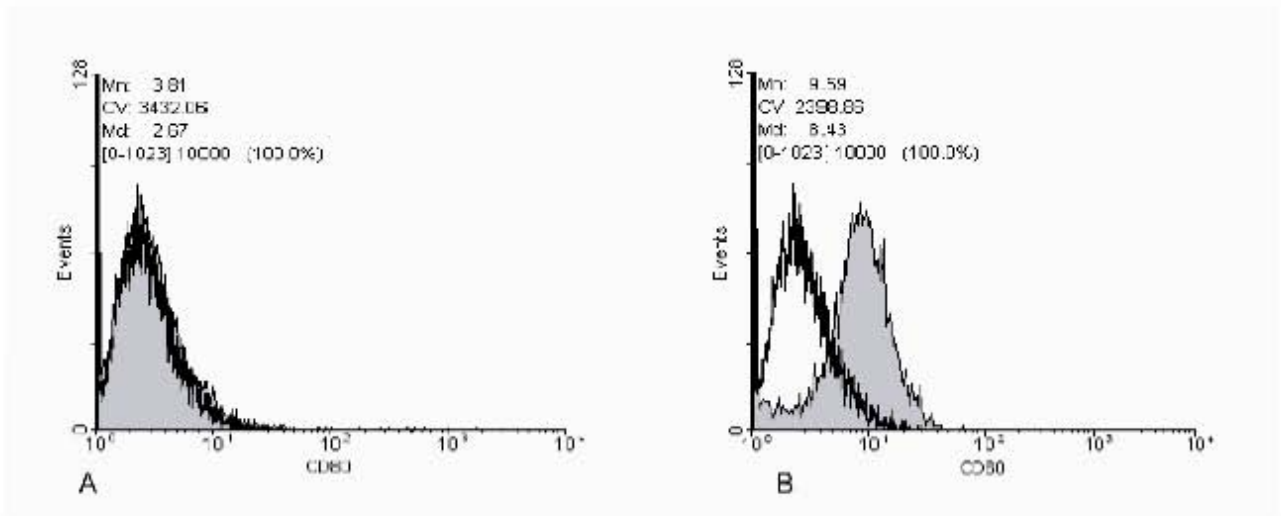 128
Mn: 3.81
CV: 3432.06
Md: 2.67
[0-1023] 10000 (100.0%)
Events
0
10⁰ 10¹ 10² 10³ 10⁴
CD80
A
128
Mn: 9.59
CV: 2398.86
Md: 8.43
[0-1023] 10000 (100.0%)
Events
0
10⁰ 10¹ 10² 10³ 10⁴
CD80
B